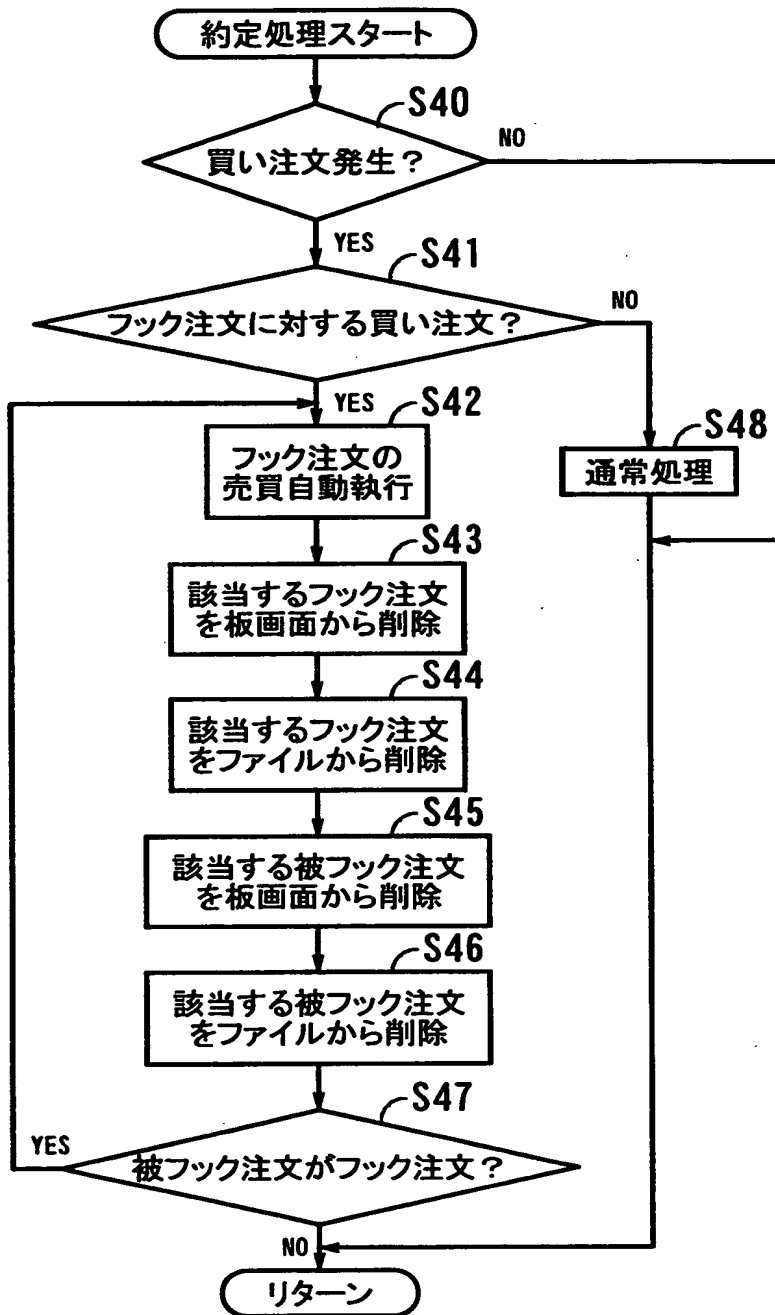 約定処理スタート
S40
買い注文発生?
NO
YES
S41
フック注文に対する買い注文?
NO
YES
S42
フック注文の
売買自動執行
S48
通常処理
S43
該当するフック注文
を板画面から削除
S44
該当するフック注文
をファイルから削除
S45
該当する被フック注文
を板画面から削除
S46
該当する被フック注文
をファイルから削除
S47
YES
被フック注文がフック注文?
NO
リターン